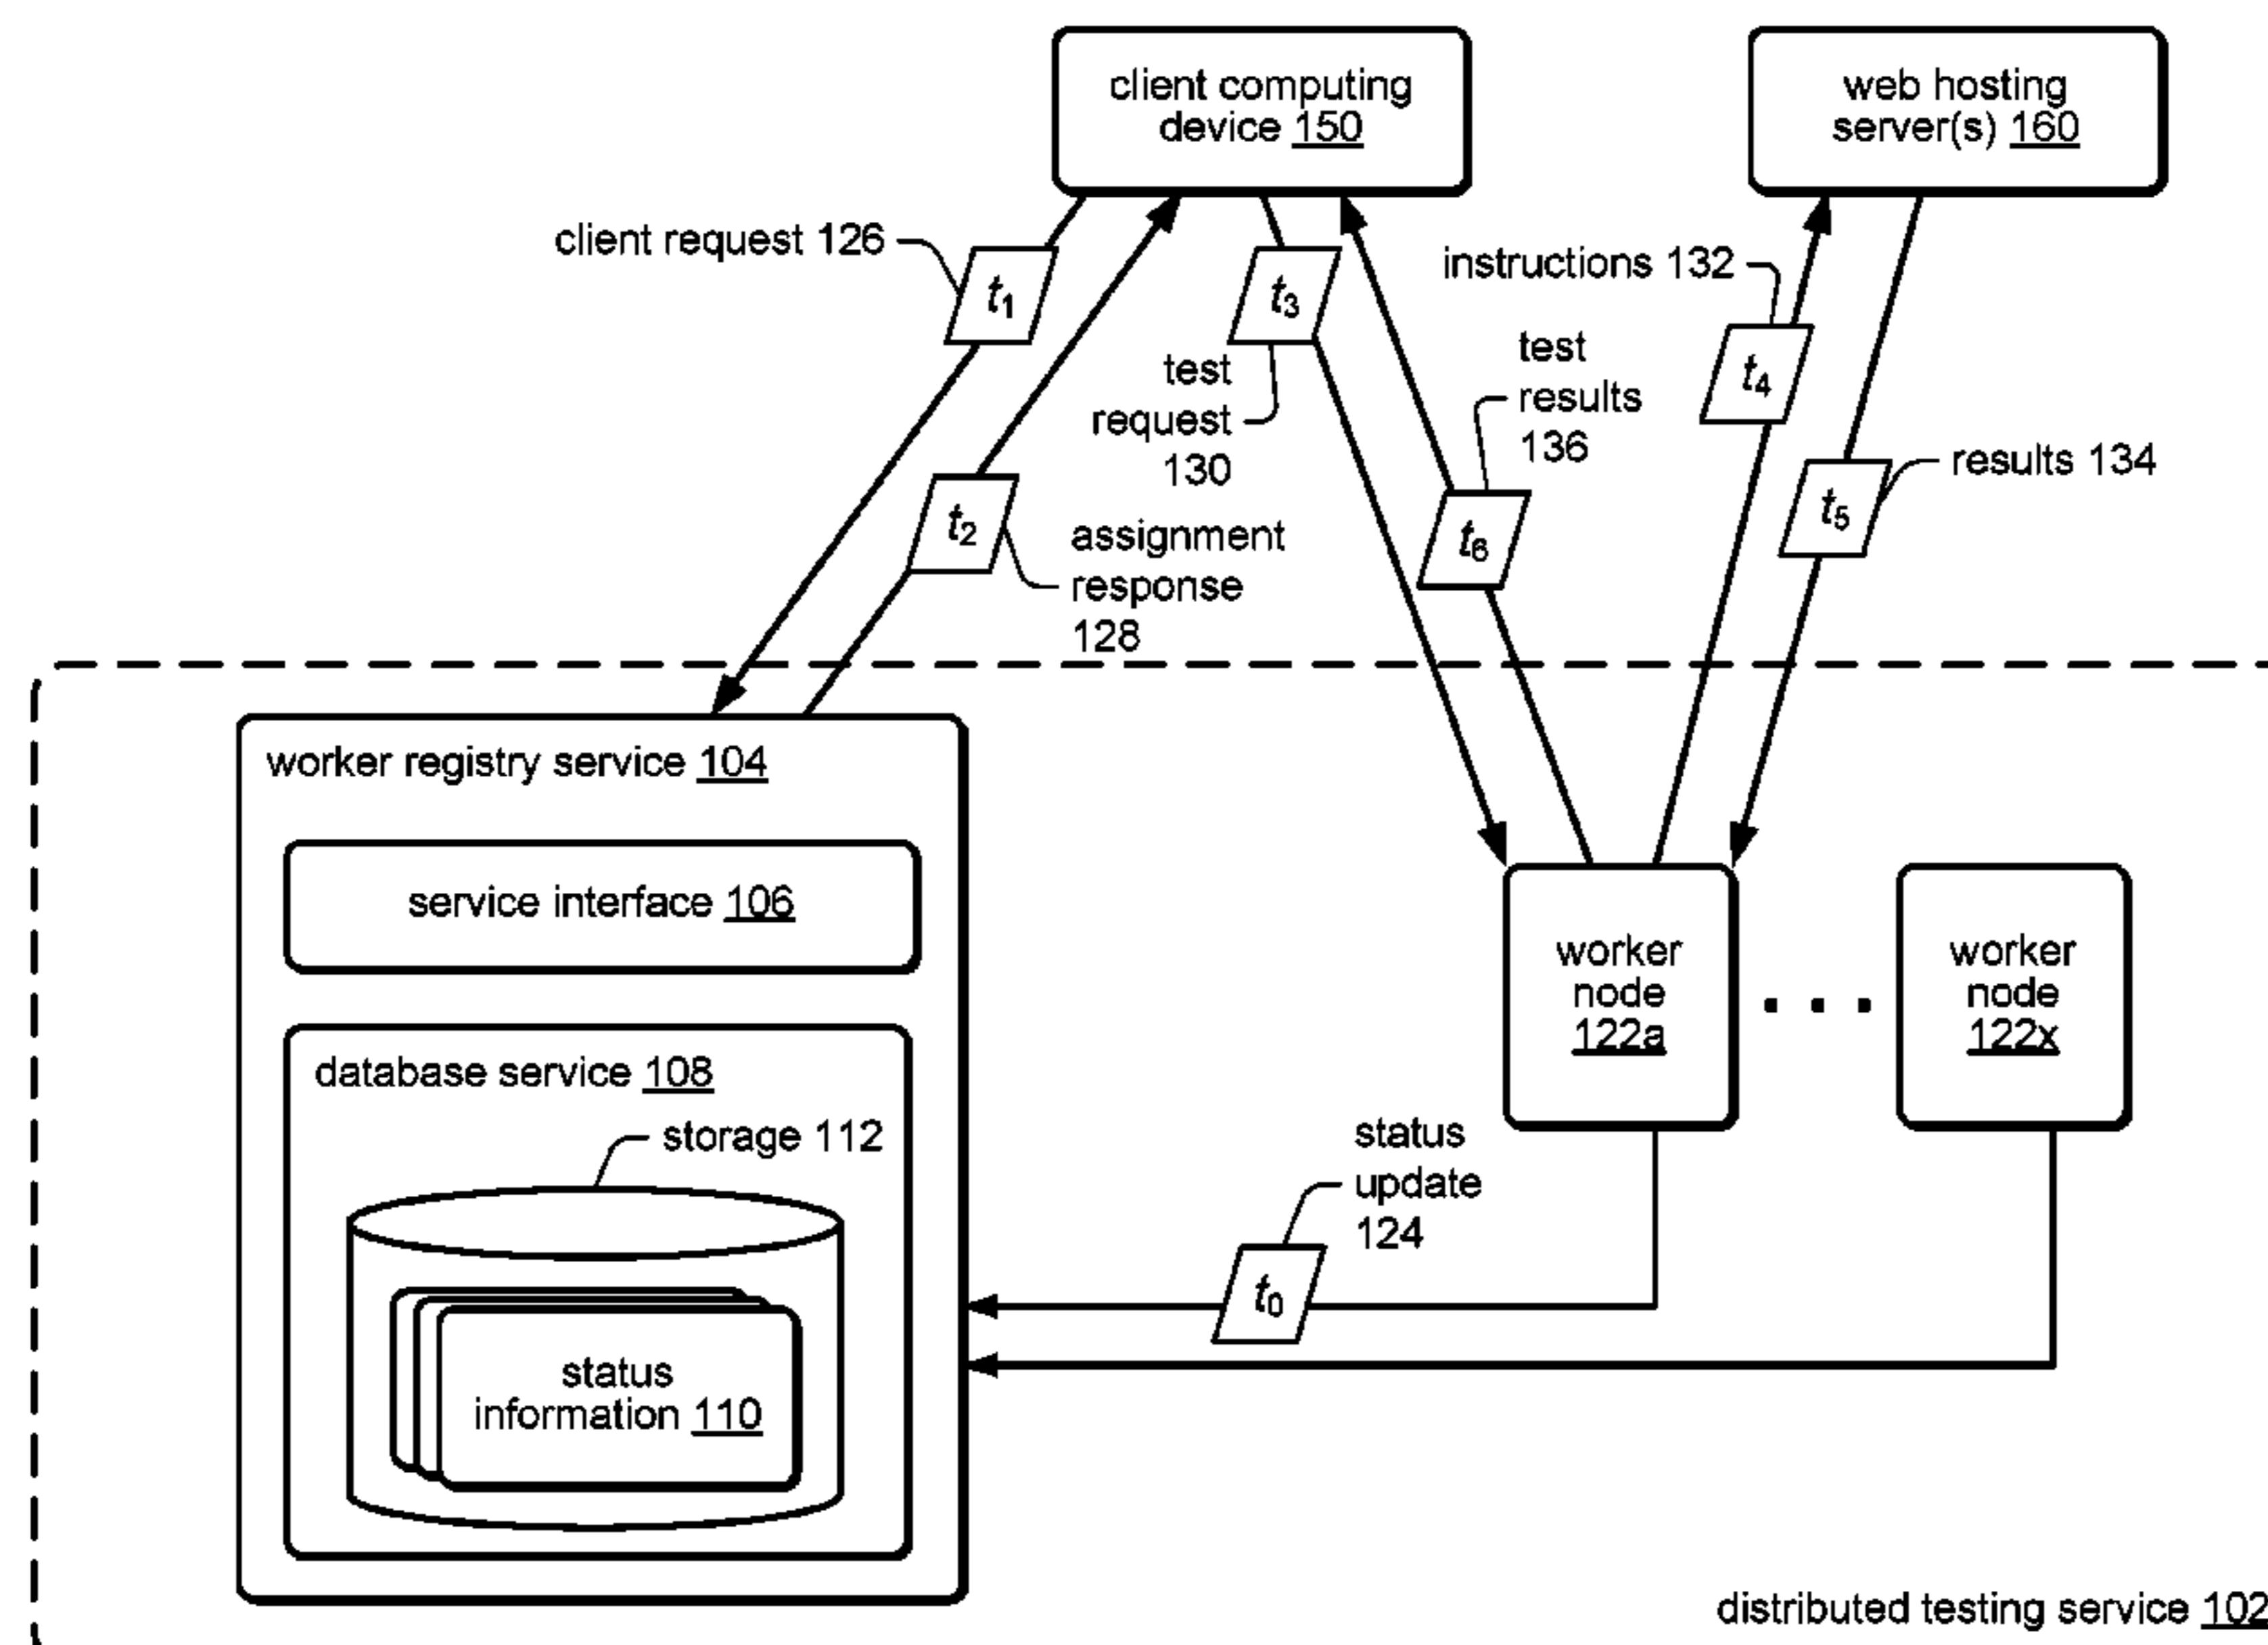 client computing
device 150
web hosting
server(s) 160
client request 126
t1
t3
instructions 132
t4
test
request
130
test
results
136
t2
assignment
response
128
t6
t5
results 134
worker registry service 104
service interface 106
database service 108
storage 112
status
information 110
worker
node
122a
. . .
worker
node
122x
status
update
124
t0
distributed testing service 102